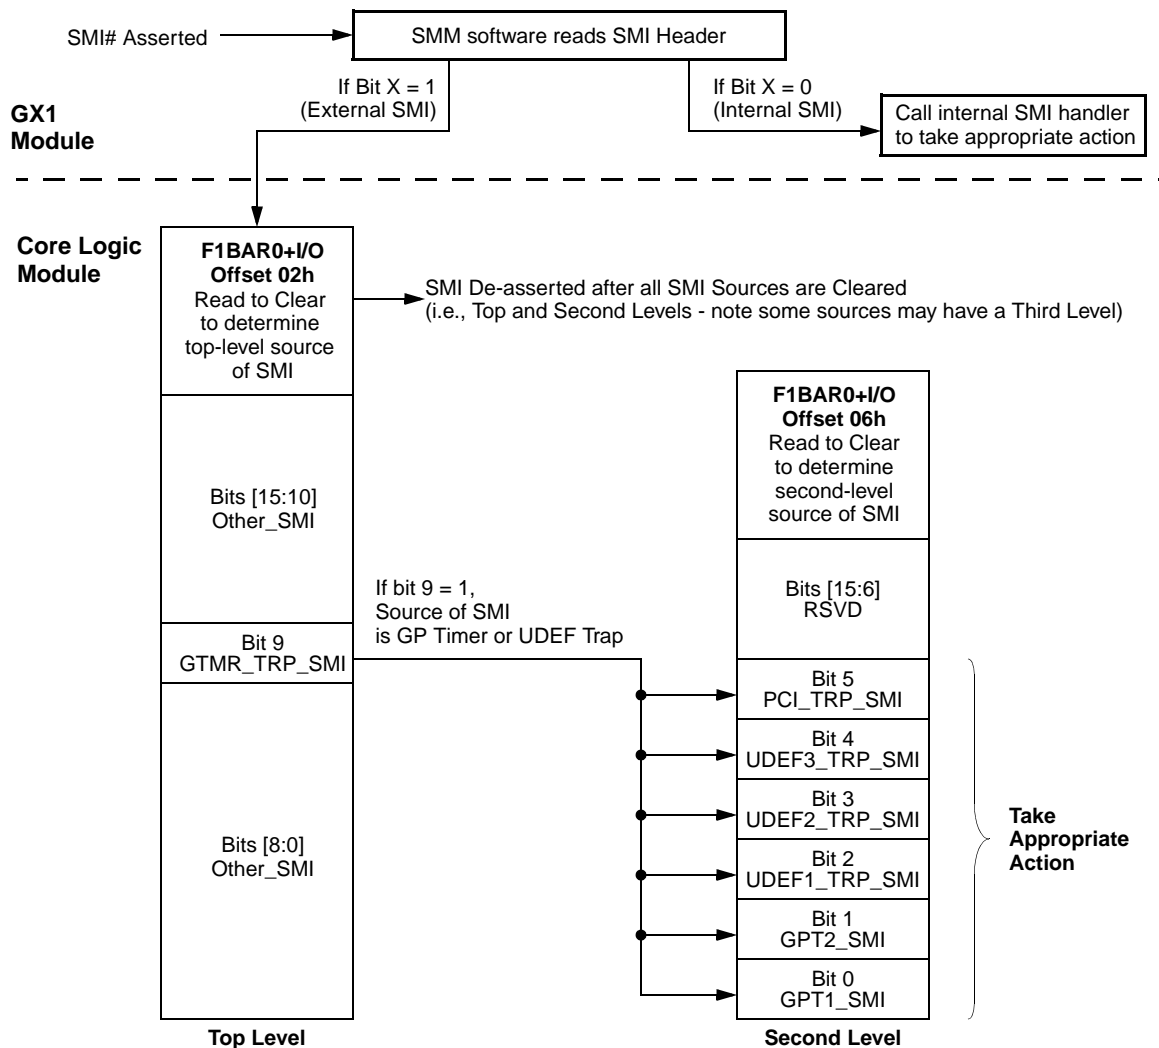 SMI# Asserted
SMM software reads SMI Header
If Bit X = 1
(External SMI)
If Bit X = 0
(Internal SMI)
GX1
Module
Call internal SMI handler
to take appropriate action
Core Logic
Module
F1BAR0+I/O
Offset 02h
Read to Clear
to determine
top-level source
of SMI
SMI De-asserted after all SMI Sources are Cleared
(i.e., Top and Second Levels - note some sources may have a Third Level)
Bits [15:10]
Other_SMI
If bit 9 = 1,
Source of SMI
is GP Timer or UDEF Trap
Bit 9
GTMR_TRP_SMI
Bits [8:0]
Other_SMI
Top Level
F1BAR0+I/O
Offset 06h
Read to Clear
to determine
second-level
source of SMI
Bits [15:6]
RSVD
Bit 5
PCI_TRP_SMI
Bit 4
UDEF3_TRP_SMI
Bit 3
UDEF2_TRP_SMI
Bit 2
UDEF1_TRP_SMI
Bit 1
GPT2_SMI
Bit 0
GPT1_SMI
Second Level
Take
Appropriate
Action